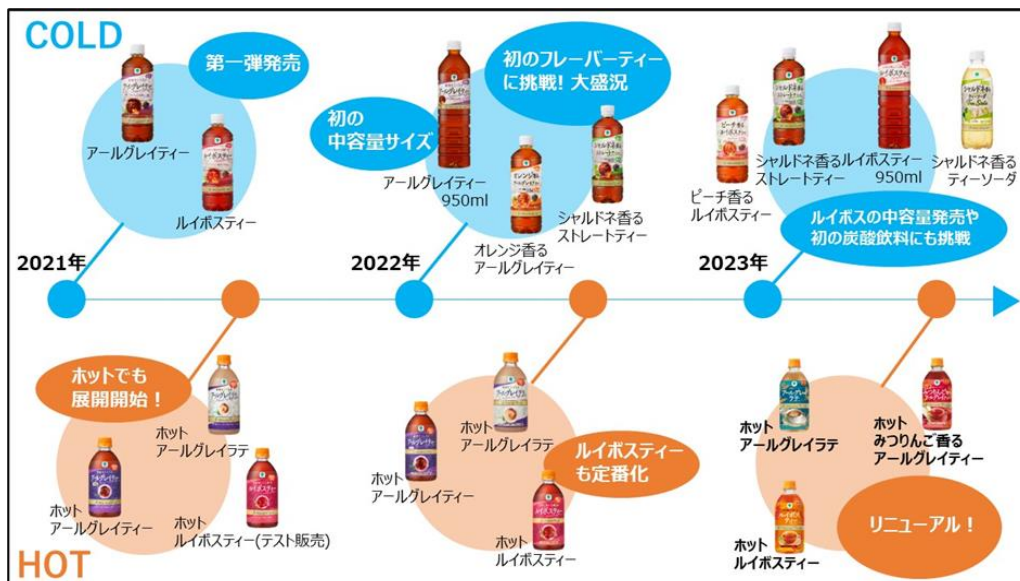 COLD
第一弾発売
アールグレイティー
ルイボスティー
2021年
初の
中容量サイズ
初のフレーバーティー
に挑戦！大盛況
アールグレイティー
950ml
オレンジ香る
アールグレイティー
シャルドネ香る
ストレートティー
2022年
ピーチ香る
ルイボスティー
シャルドネ香る
ストレートティー
ルイボスティー
950ml
シャルドネ香る
ティーソーダ
ルイボスの中容量発売や
初の炭酸飲料にも挑戦
2023年
ホットでも
展開開始！
ホット
アールグレイラテ
ホット
アールグレイティー
ホット
ルイボスティー(テスト販売)
ホット
アールグレイラテ
ホット
アールグレイティー
ルイボスティー
も定番化
ホット
ルイボスティー
ホット
アールグレイラテ
ホット
みつりんご香る
アールグレイティー
ホット
ルイボスティー
リニューアル！
HOT